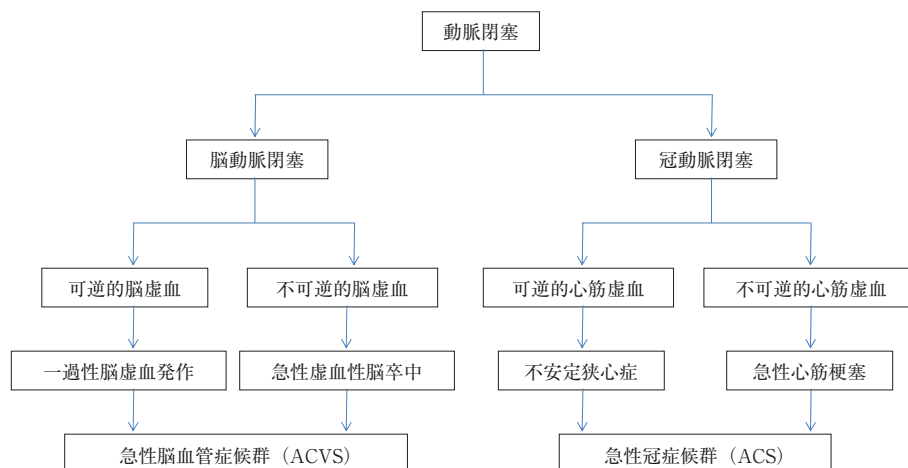 動脈閉塞
脳動脈閉塞
冠動脈閉塞
可逆的脳虚血
不可逆的脳虚血
可逆的心筋虚血
不可逆的心筋虚血
一過性脳虚血発作
急性虚血性脳卒中
不安定狭心症
急性心筋梗塞
急性脳血管症候群（ACVS）
急性冠症候群（ACS）